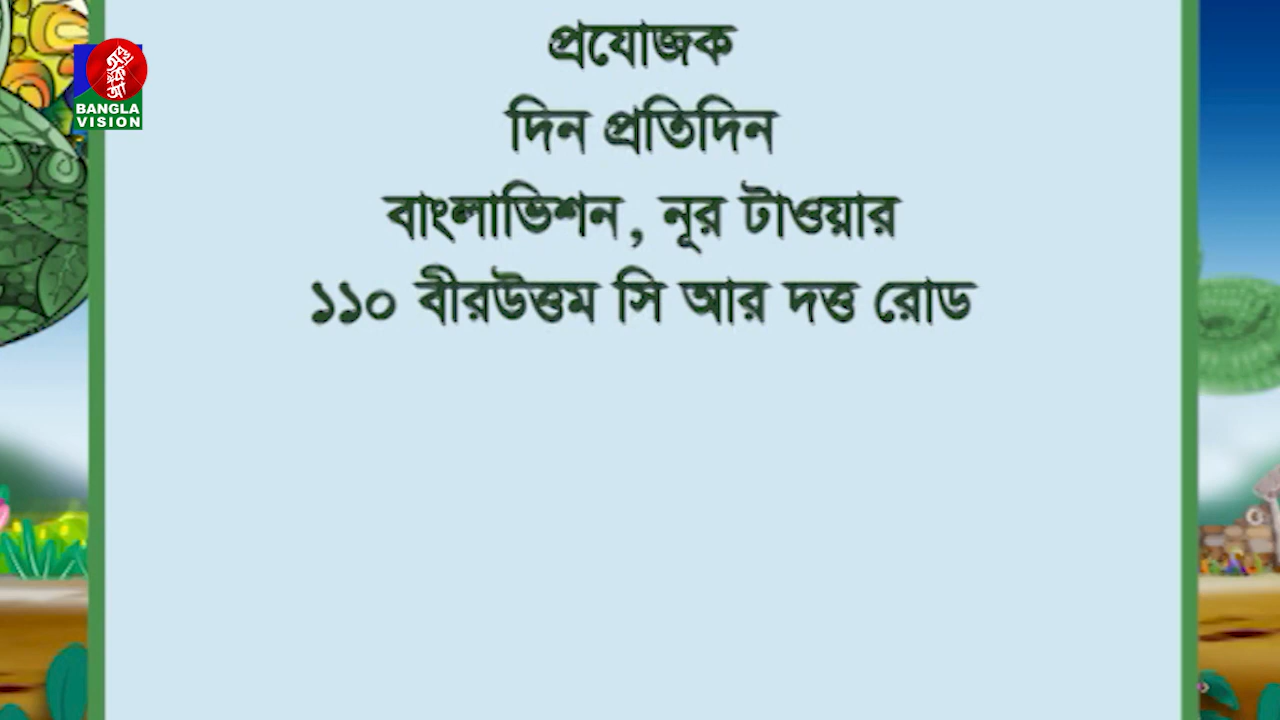 BANGLA
VISION
প্রযোজক
দিন প্রতিদিন
বাংলাভিশন, নূর টাওয়ার
১১০ বীরউত্তম সি আর দত্ত রোড